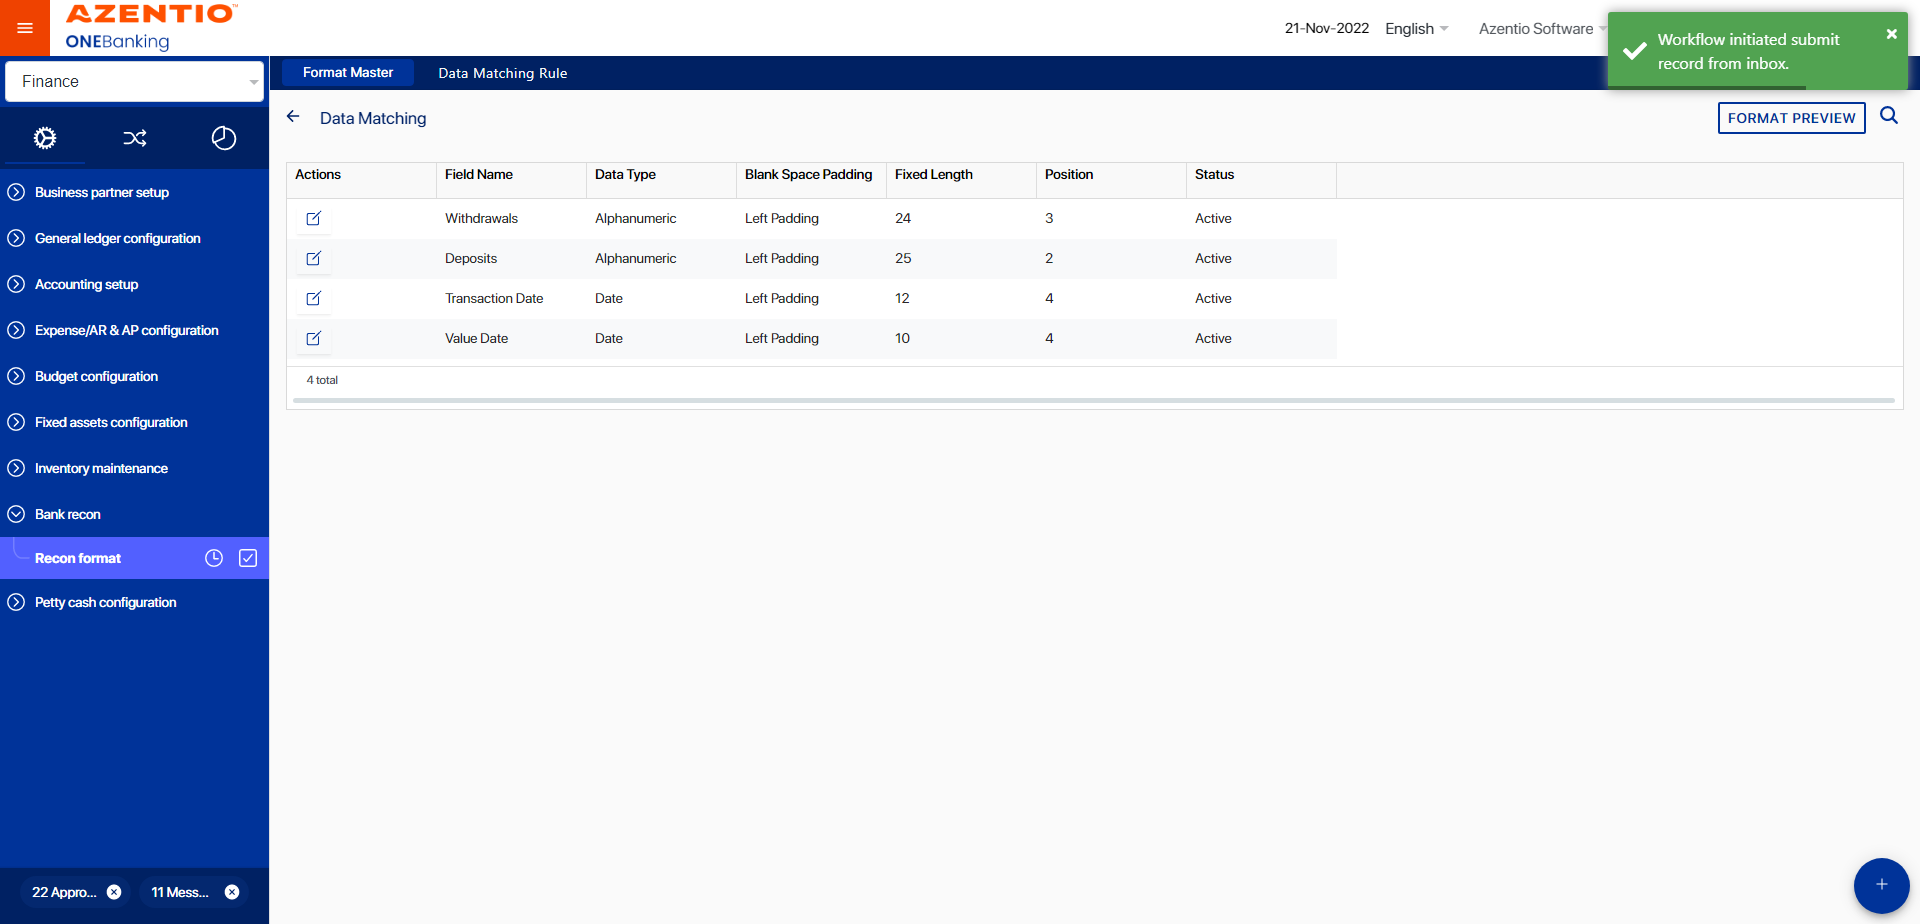 AZENTIO™
ONEBanking
21-Nov-2022
English
Azentio Software
Workflow initiated submit
record from inbox.
Finance
Format Master
Data Matching Rule
Data Matching
FORMAT PREVIEW
Actions Field Name Data Type Blank Space Padding Fixed Length Position Status
Withdrawals Alphanumeric Left Padding 24 3 Active
Deposits Alphanumeric Left Padding 25 2 Active
Transaction Date Date Left Padding 12 4 Active
Value Date Date Left Padding 10 4 Active
4 total
Business partner setup
General ledger configuration
Accounting setup
Expense/AR & AP configuration
Budget configuration
Fixed assets configuration
Inventory maintenance
Bank recon
Recon format
Petty cash configuration
22 Appro...
11 Mess...